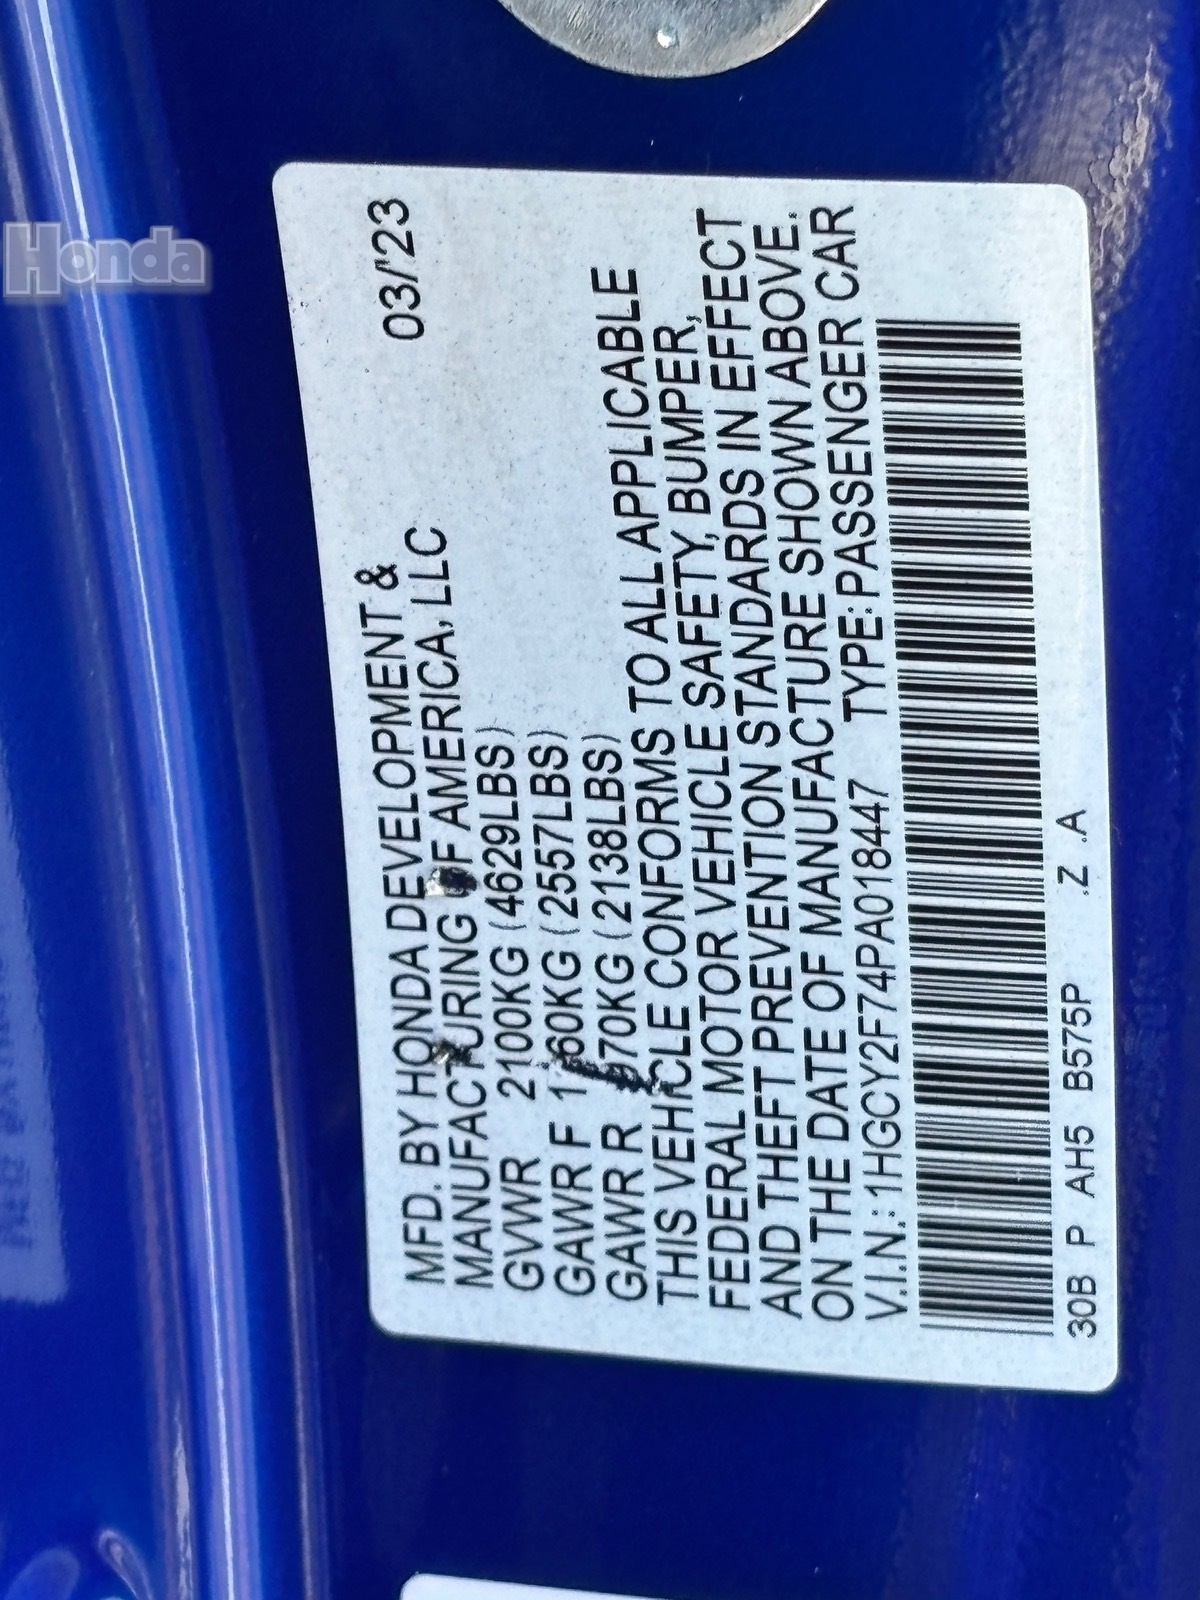 Honda
MFD. BY HONDA DEVELOPMENT & 03/'23
MANUFACTURING OF AMERICA, LLC
GVWR 2100KG (4629LBS)
GAWR F 1160KG (2557LBS)
GAWR R 970KG (2138LBS)
THIS VEHICLE CONFORMS TO ALL APPLICABLE
FEDERAL MOTOR VEHICLE SAFETY, BUMPER,
AND THEFT PREVENTION STANDARDS IN EFFECT
ON THE DATE OF MANUFACTURE SHOWN ABOVE.
V.I.N.:1HGCY2F74PA018447 TYPE:PASSENGER CAR
30B P AH5 B575P .Z .A